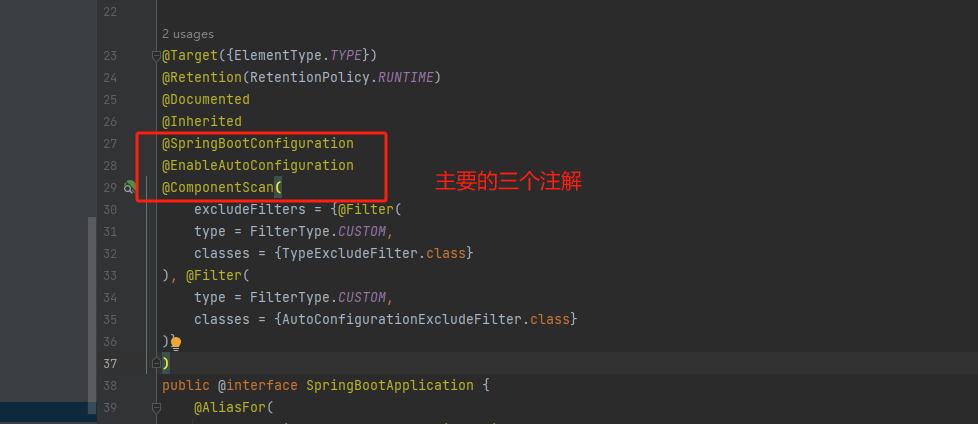 22
2 usages
23 @Target({ElementType.TYPE})
24 @Retention(RetentionPolicy.RUNTIME)
25 @Documented
26 @Inherited
27 @SpringBootConfiguration
28 @EnableAutoConfiguration
主要的三个注解
29 @ComponentScan(
30 excludeFilters = {@Filter(
31 type = FilterType.CUSTOM,
32 classes = {TypeExcludeFilter.class}
33 ), @Filter(
34 type = FilterType.CUSTOM,
35 classes = {AutoConfigurationExcludeFilter.class}
36 )}
37 )
38 public @interface SpringBootApplication {
39 @AliasFor(